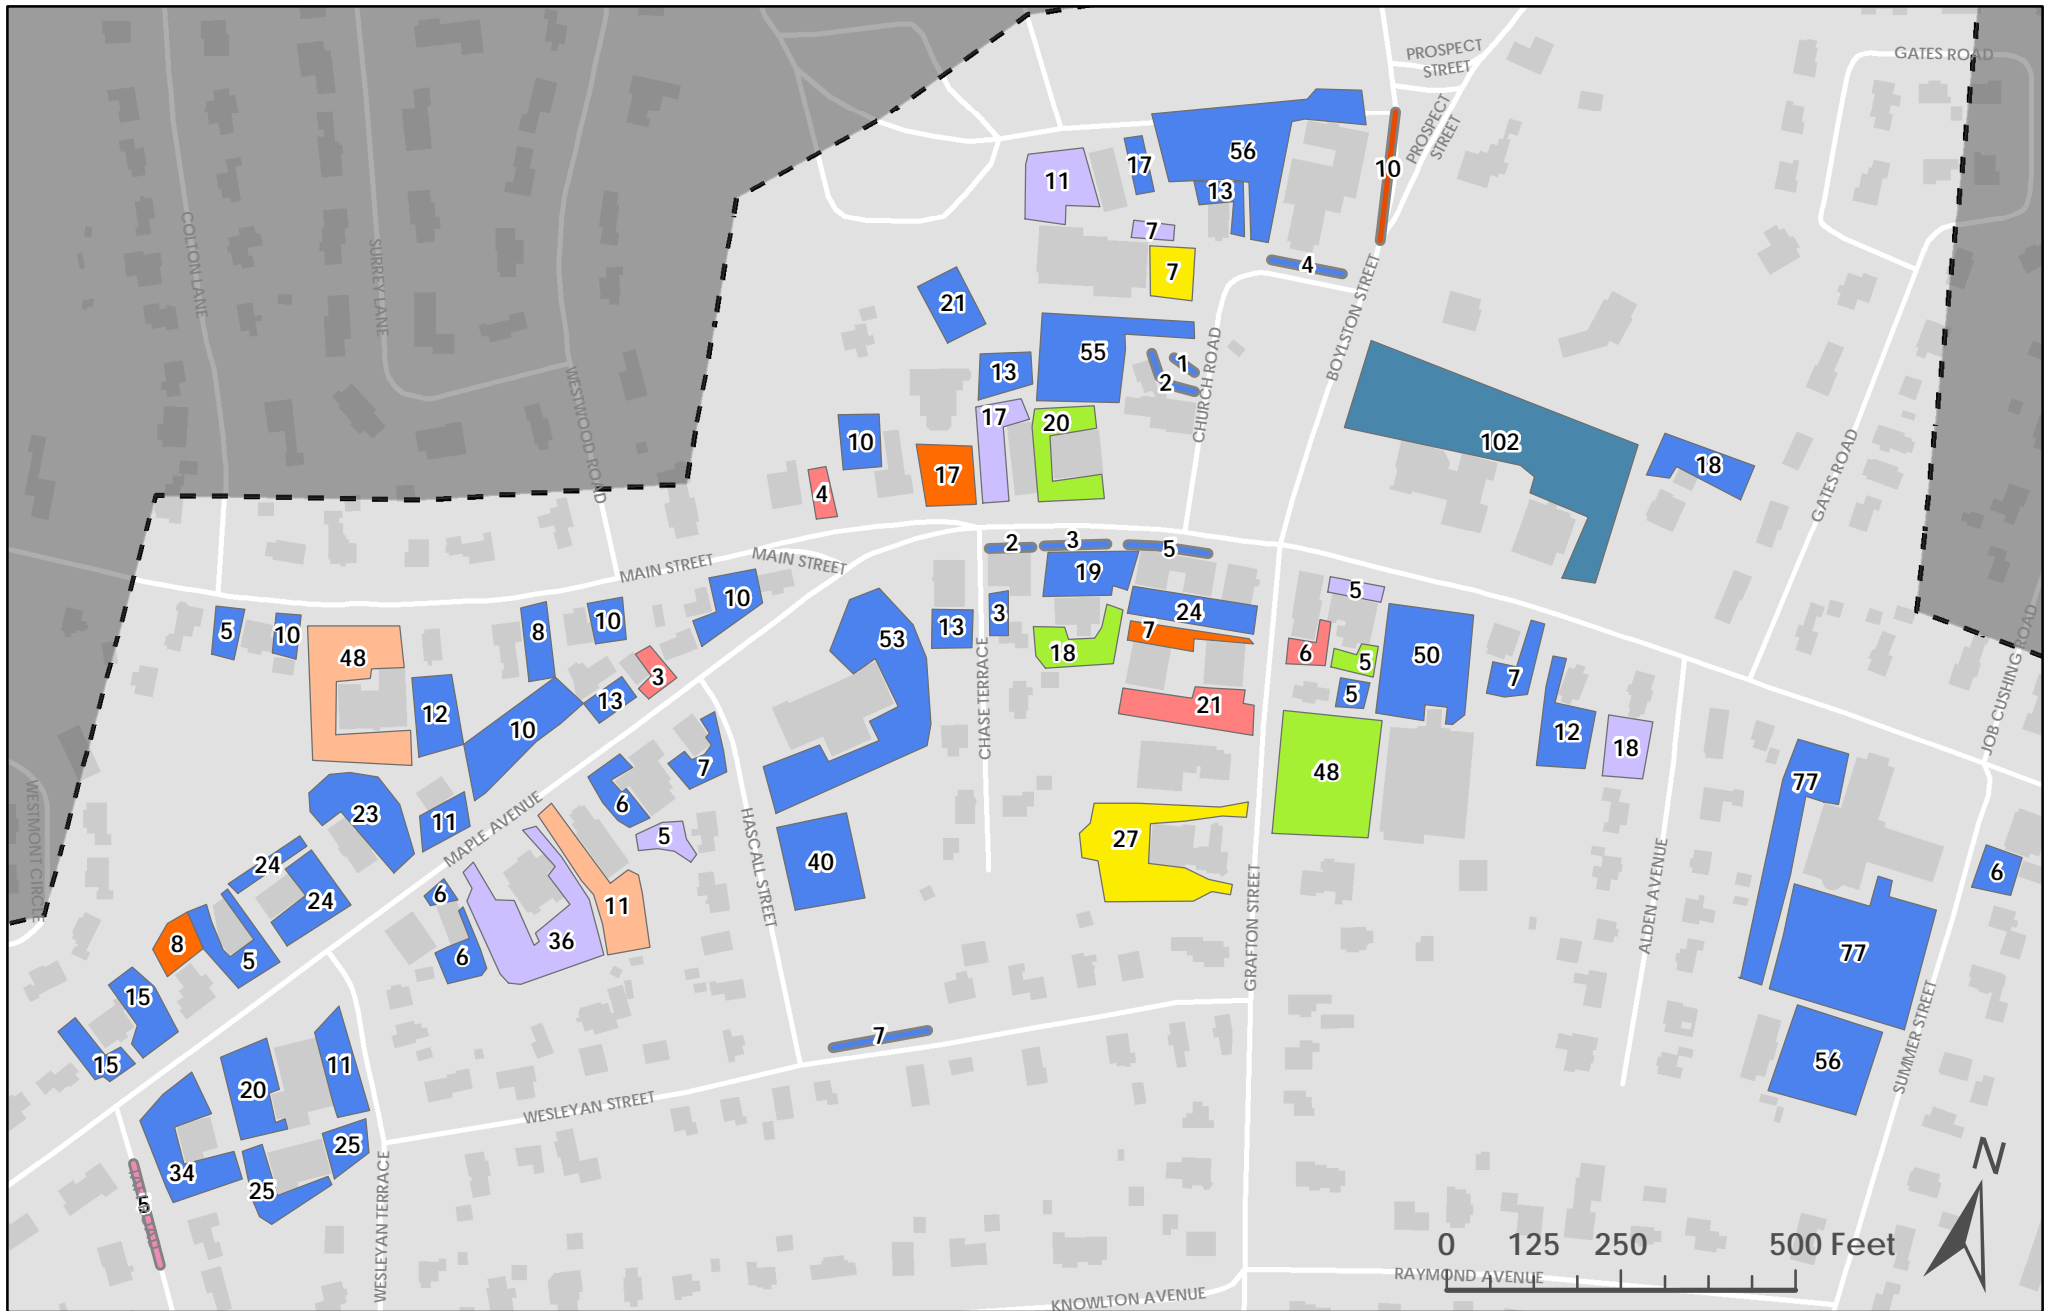 PROSPECT
STREET
GATES ROAD
PROSPECT
STREET
56
17
10
11
13
7
COLTON LANE
SURREY LANE
4
7
BOYLSTON STREET
21
55
CHURCH ROAD
1
13
2
WESTWOOD ROAD
17
20
10
102
18
17
4
GATES ROAD
2
3
5
MAIN STREET
MAIN STREET
19
5
10
24
3
8
10
5
10
7
13
53
JOB CUSHING ROAD
18
6
5
50
48
3
7
5
13
CHASE TERRACE
21
12
10
12
18
7
48
77
6
23
11
MAPLE AVENUE
5
HASCALL STREET
27
40
WESTMONT CIRCLE
24
6
24
11
36
6
GRAFTON STREET
ALDEN AVENUE
6
8
5
77
15
7
SUMMER STREET
15
11
20
56
WESLEYAN STREET
25
34
25
5
WESLEYAN TERRACE
N
0 125 250 500 Feet
RAYMOND AVENUE
KNOWLTON AVENUE